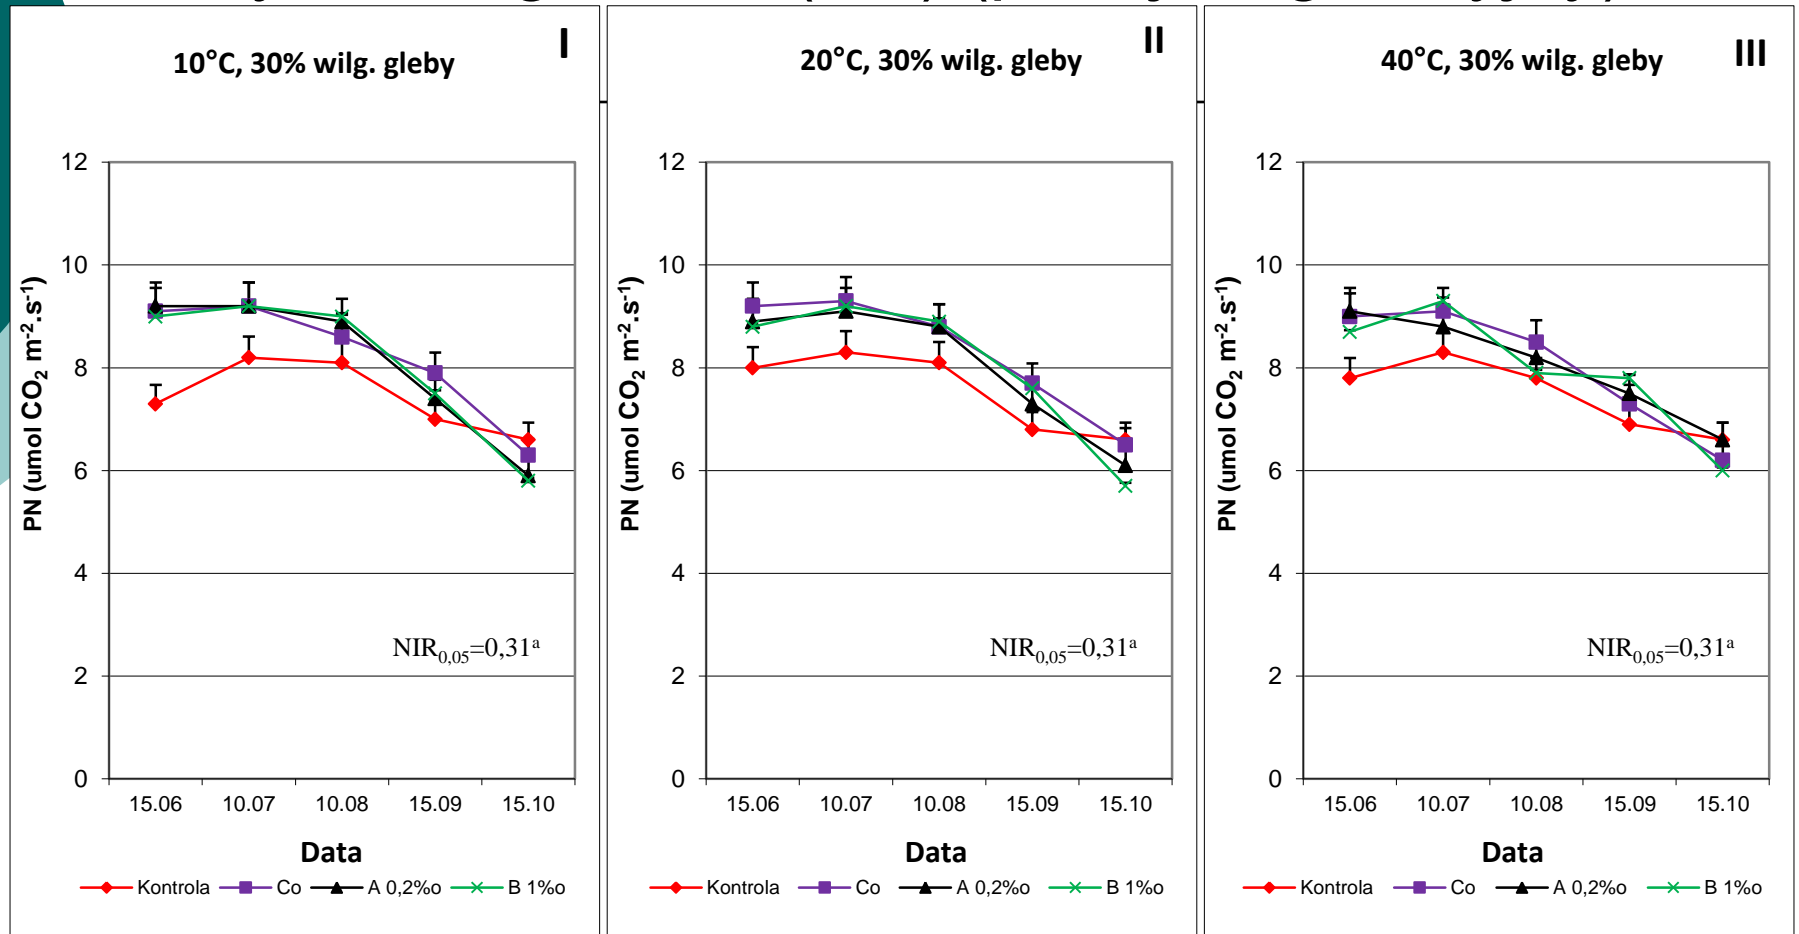 I
10°C, 30% wilg. gleby
12
10
8
6
4
2
0
PN (umol CO₂ m⁻².s⁻¹)
NIR₀,₀₅=0,31ᵃ
15.06 10.07 10.08 15.09 15.10
Data
Kontrola Co A 0,2%o B 1%o
II
20°C, 30% wilg. gleby
12
10
8
6
4
2
0
PN (umol CO₂ m⁻².s⁻¹)
NIR₀,₀₅=0,31ᵃ
15.06 10.07 10.08 15.09 15.10
Data
Kontrola Co A 0,2%o B 1%o
III
40°C, 30% wilg. gleby
12
10
8
6
4
2
0
PN (umol CO₂ m⁻².s⁻¹)
NIR₀,₀₅=0,31ᵃ
15.06 10.07 10.08 15.09 15.10
Data
Kontrola Co A 0,2%o B 1%o